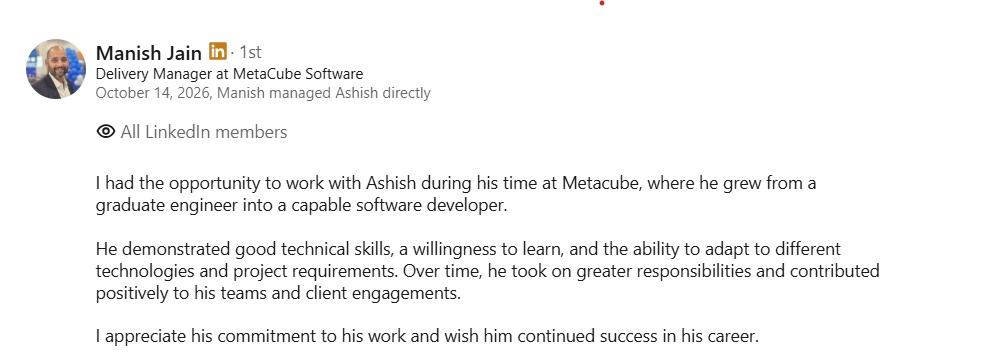 Manish Jain in · 1st
Delivery Manager at MetaCube Software
October 14, 2026, Manish managed Ashish directly
All LinkedIn members
I had the opportunity to work with Ashish during his time at Metacube, where he grew from a
graduate engineer into a capable software developer.
He demonstrated good technical skills, a willingness to learn, and the ability to adapt to different
technologies and project requirements. Over time, he took on greater responsibilities and contributed
positively to his teams and client engagements.
I appreciate his commitment to his work and wish him continued success in his career.